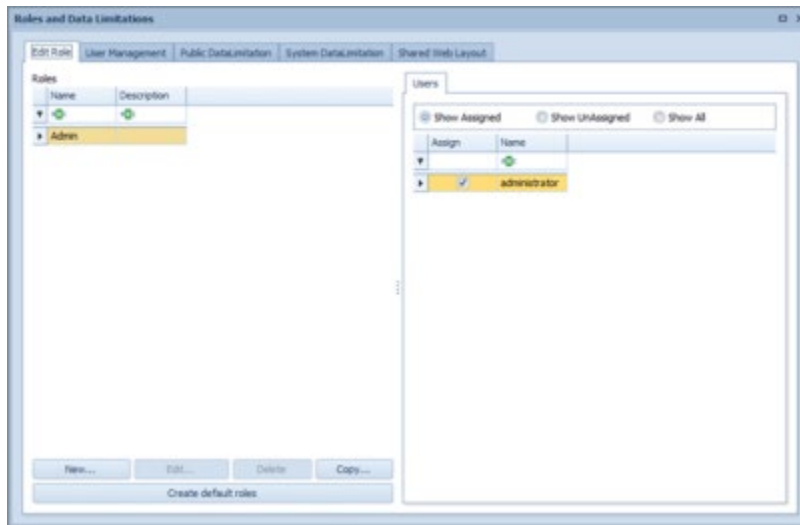 Roles and Data Limitations
Edit Role User Management Public DataLimitation System DataLimitation Shared Web Layout
Roles
Name Description
Admin
New... Edit... Delete Copy...
Create default roles
Users
Show Assigned Show UnAssigned Show All
Assign Name
administrator